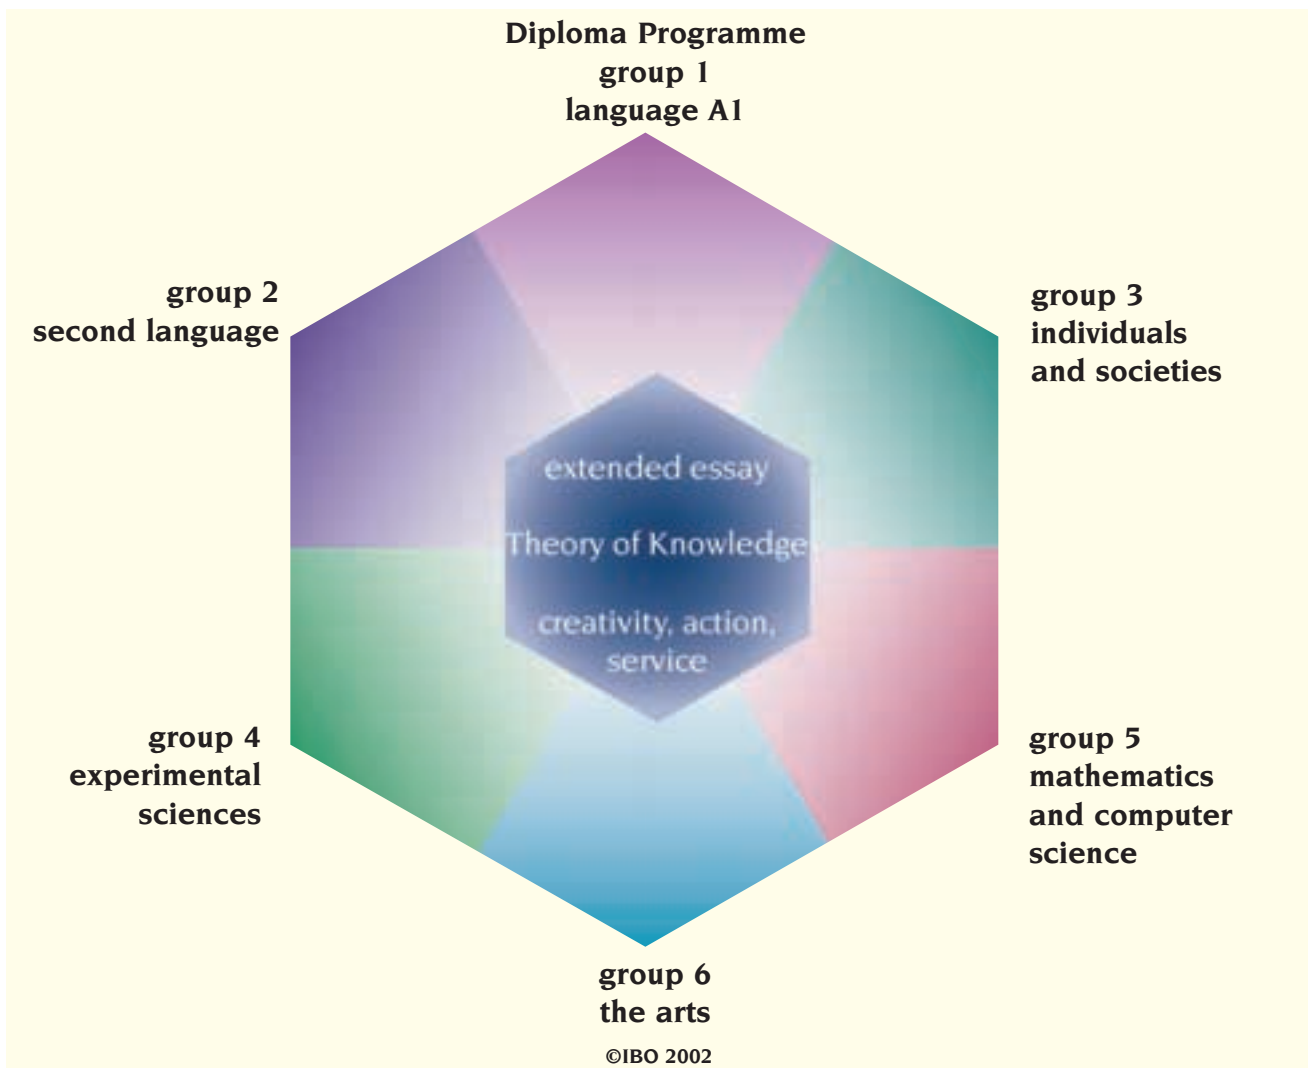 Diploma Programme
group 1
language A1
group 2
second language
group 3
individuals
and societies
extended essay
Theory of Knowledge
creativity, action,
service
group 4
experimental
sciences
group 5
mathematics
and computer
science
group 6
the arts
©IBO 2002